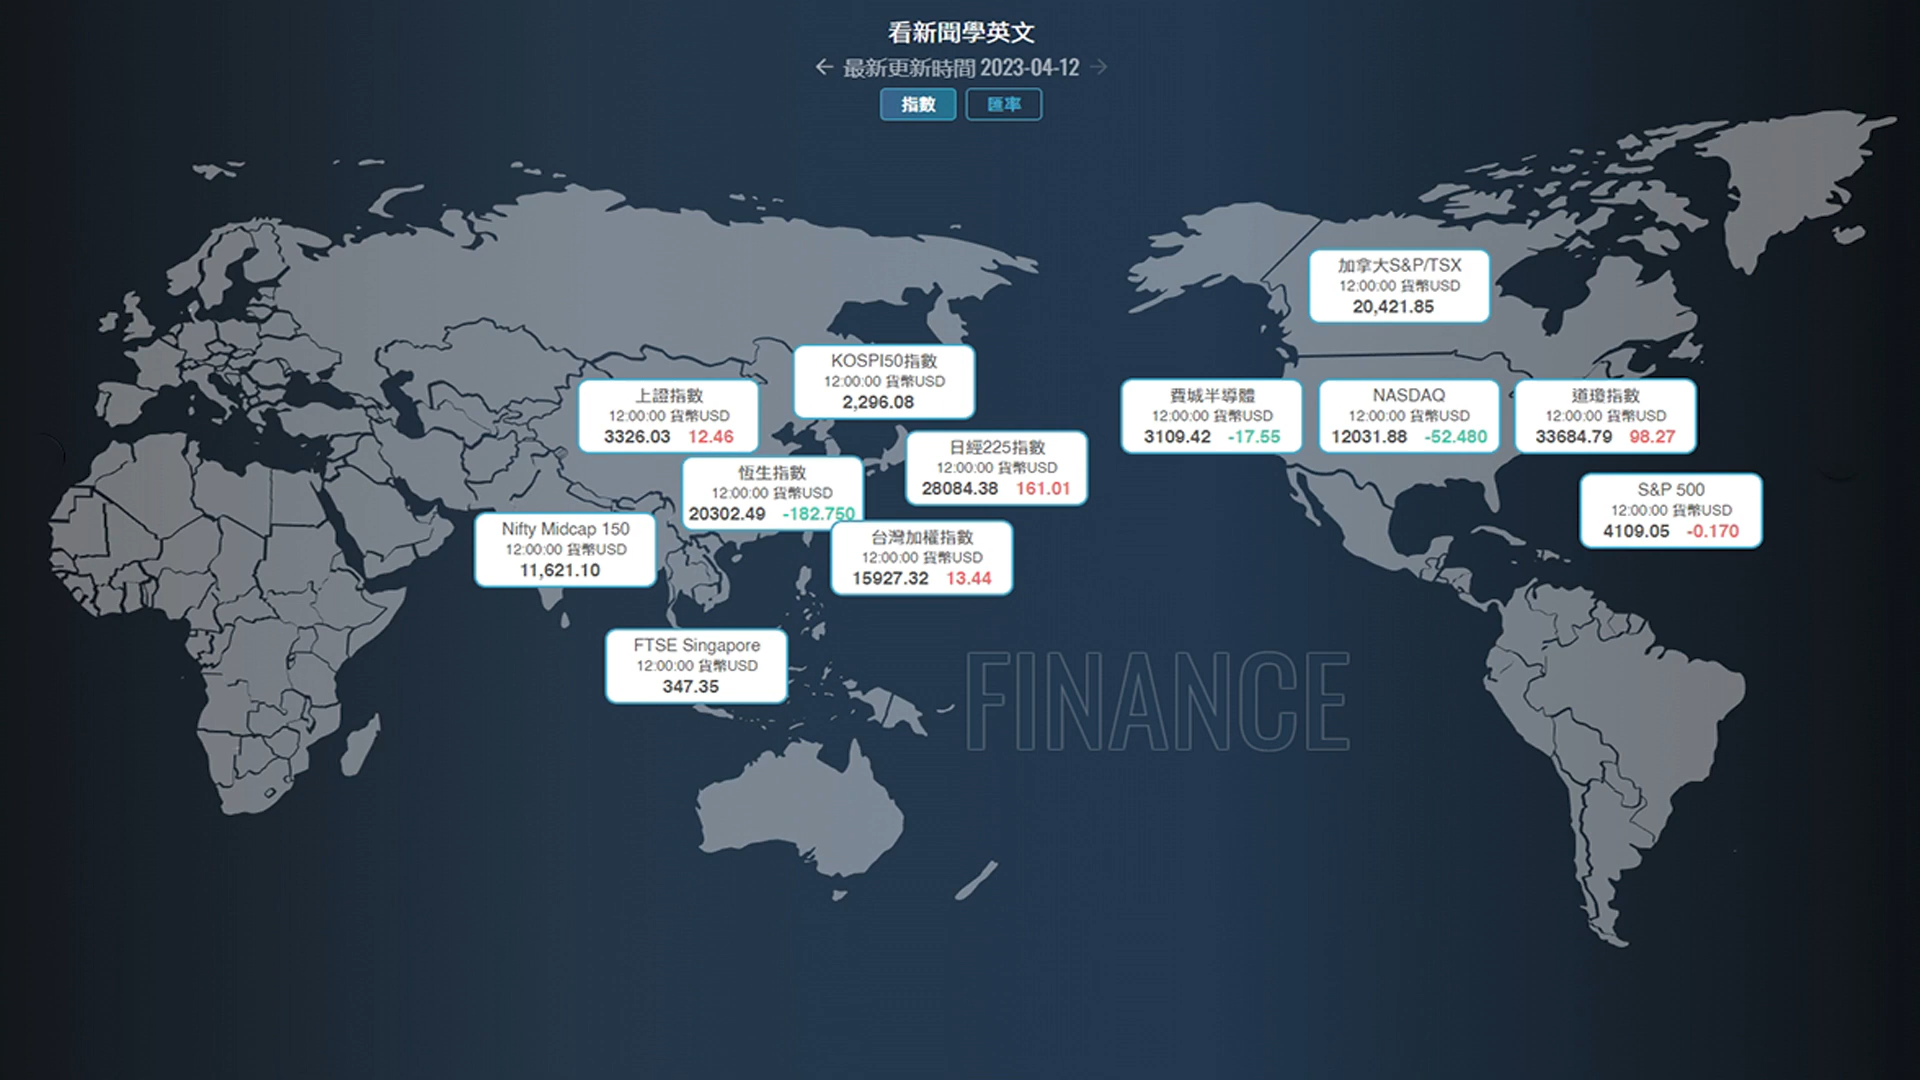 看新聞學英文
← 最新更新時間 2023-04-12 →
指數 匯率
加拿大S&P/TSX
12:00:00 貨幣USD
20,421.85
KOSPI50指數
12:00:00 貨幣USD
2,296.08
上證指數
12:00:00 貨幣USD
3326.03 12.46
費城半導體
12:00:00 貨幣USD
3109.42 -17.55
NASDAQ
12:00:00 貨幣USD
12031.88 -52.480
道瓊指數
12:00:00 貨幣USD
33684.79 98.27
日經225指數
12:00:00 貨幣USD
28084.38 161.01
恆生指數
12:00:00 貨幣USD
20302.49 -182.750
S&P 500
12:00:00 貨幣USD
4109.05 -0.170
Nifty Midcap 150
12:00:00 貨幣USD
11,621.10
台灣加權指數
12:00:00 貨幣USD
15927.32 13.44
FTSE Singapore
12:00:00 貨幣USD
347.35
FINANCE